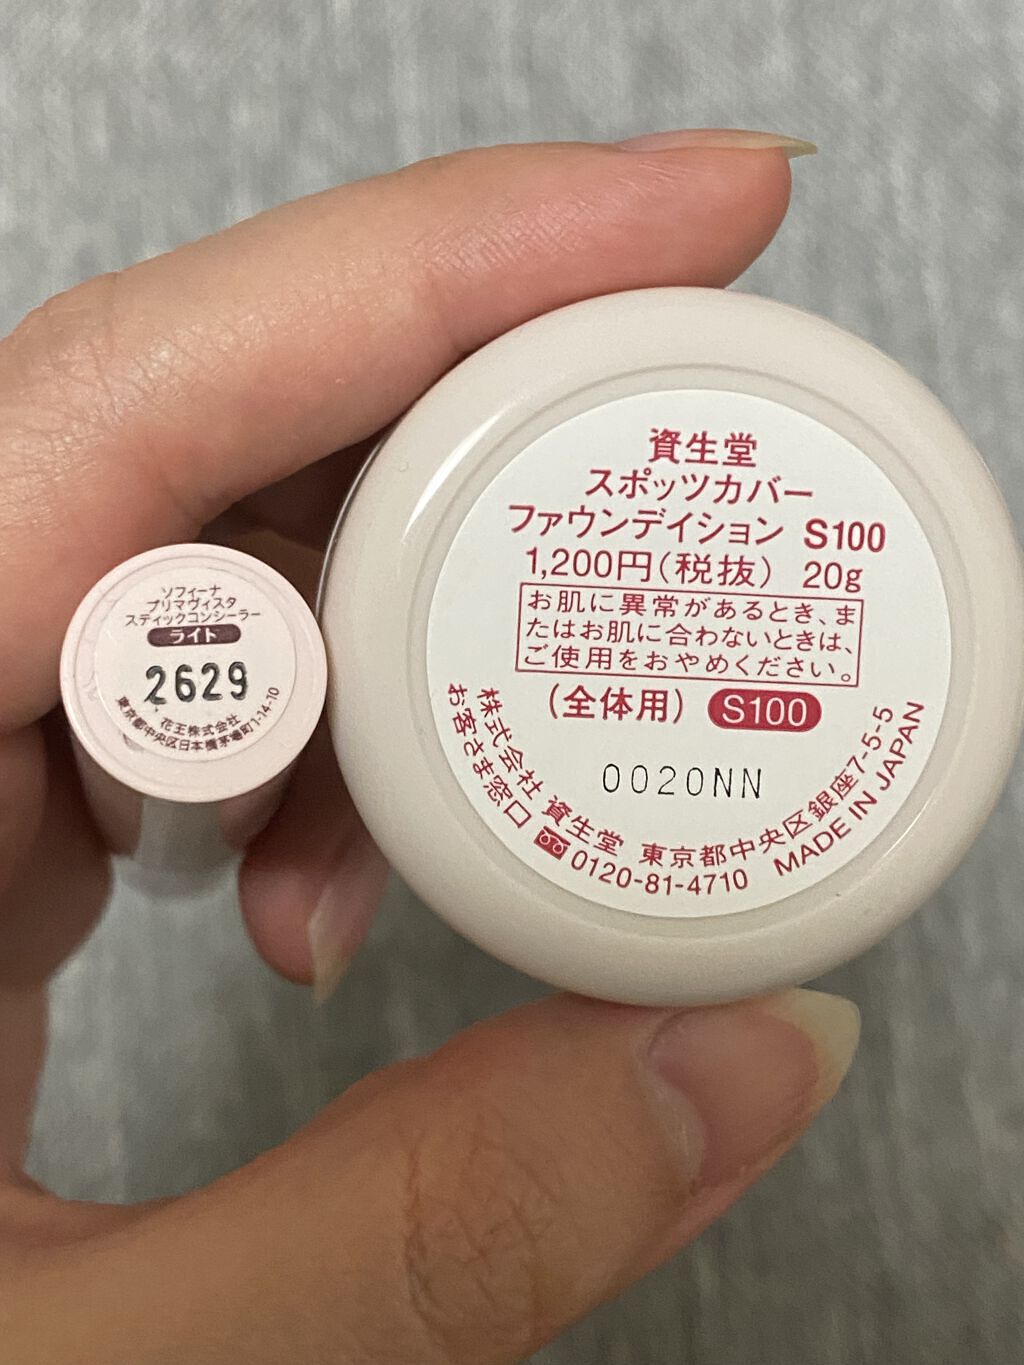 ソフィーナ
プリマヴィスタ
スティックコンシーラー
ライト
2629
花王株式会社
東京都中央区日本橋茅場町1-14-10
資生堂
スポッツカバー
ファウンデイション S100
1,200円(税抜) 20g
お肌に異常があるとき、ま
たはお肌に合わないときは、
ご使用をおやめください。
(全体用) S100
0020NN
株式会社 資生堂 東京都中央区銀座7-5-5
お客さま窓口 0120-81-4710 MADE IN JAPAN